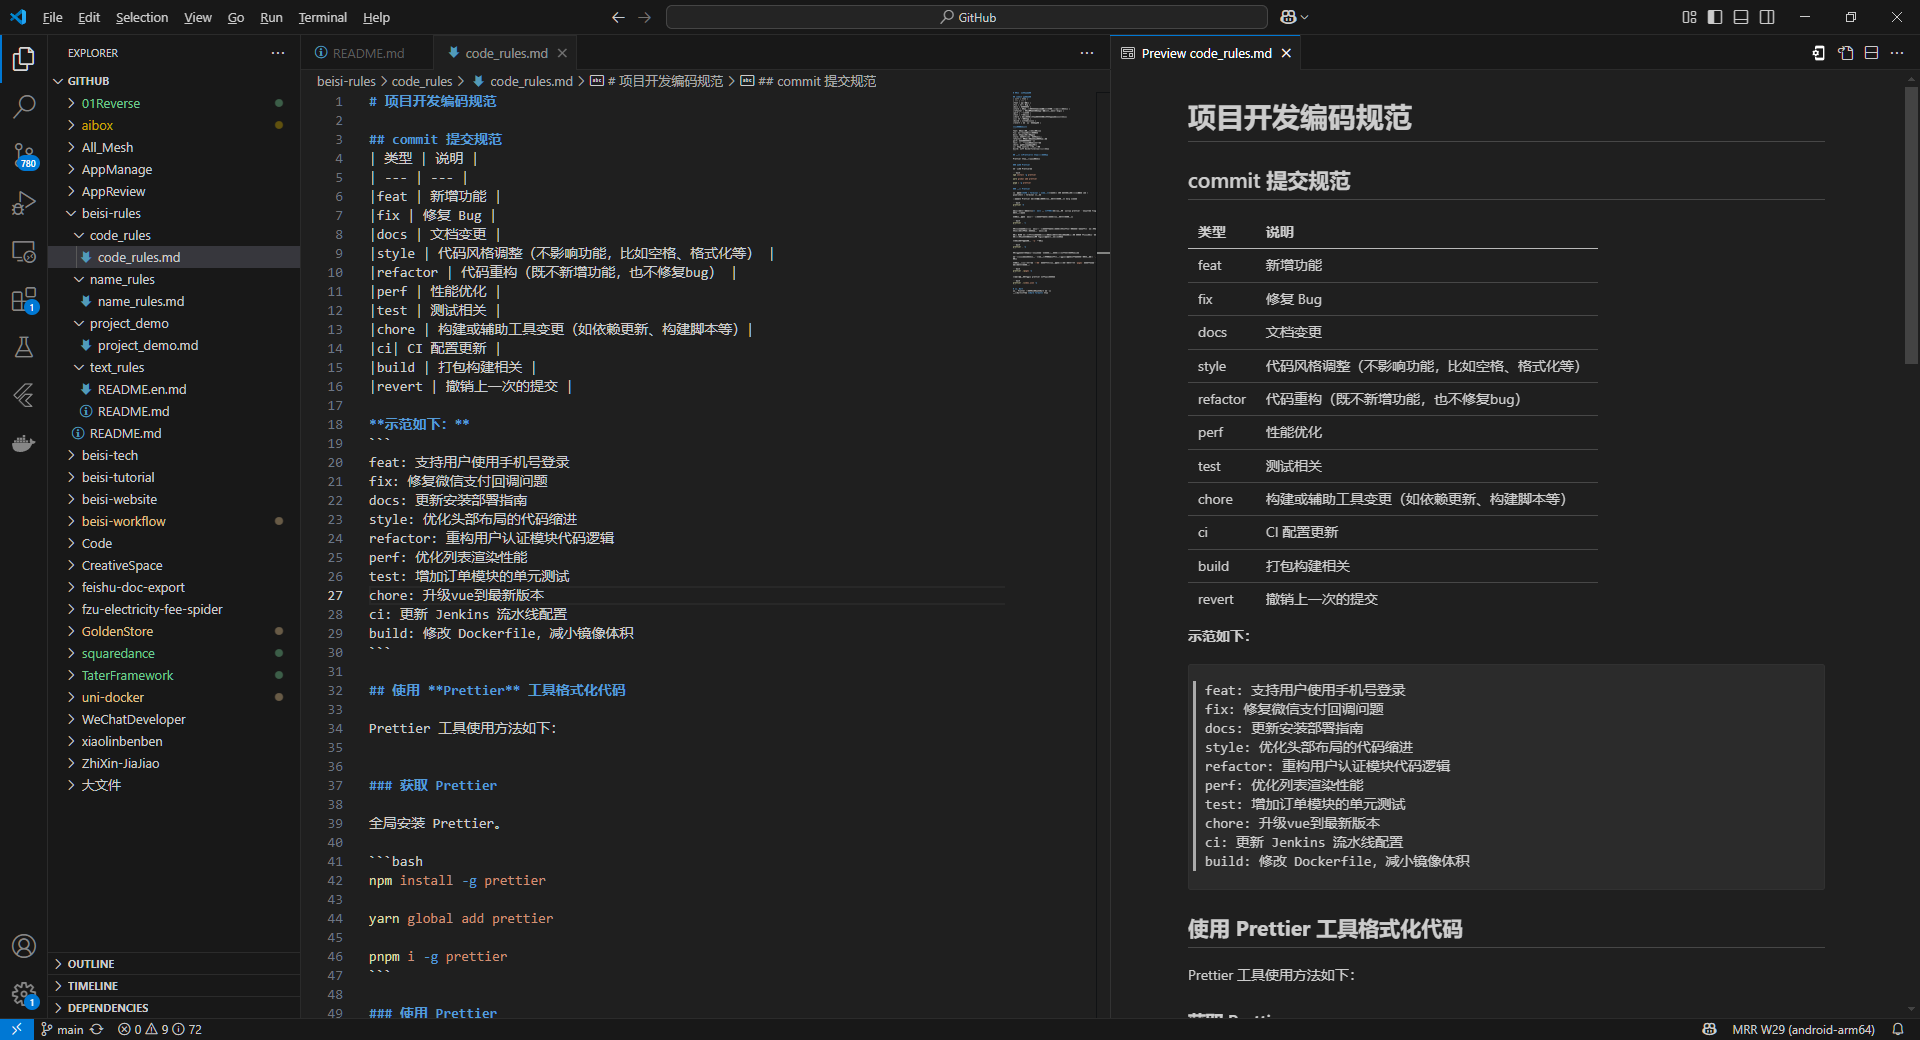 File Edit Selection View Go Run Terminal Help
GitHub
EXPLORER
GITHUB
01Reverse
aibox
All_Mesh
AppManage
AppReview
beisi-rules
code_rules
code_rules.md
name_rules
name_rules.md
project_demo
project_demo.md
text_rules
README.en.md
README.md
README.md
beisi-tech
beisi-tutorial
beisi-website
beisi-workflow
Code
CreativeSpace
feishu-doc-export
fzu-electricity-fee-spider
GoldenStore
squaredance
TaterFramework
uni-docker
WeChatDeveloper
xiaolinbenben
ZhiXin-JiaJiao
大文件
OUTLINE
TIMELINE
DEPENDENCIES
780
1
1
README.md
code_rules.md
beisi-rules > code_rules > code_rules.md > # 项目开发编码规范 > ## commit 提交规范
1 # 项目开发编码规范
2
3 ## commit 提交规范
4 | 类型 | 说明 |
5 | --- | --- |
6 |feat | 新增功能 |
7 |fix | 修复 Bug |
8 |docs | 文档变更 |
9 |style | 代码风格调整（不影响功能，比如空格、格式化等） |
10 |refactor | 代码重构（既不新增功能，也不修复bug） |
11 |perf | 性能优化 |
12 |test | 测试相关 |
13 |chore | 构建或辅助工具变更（如依赖更新、构建脚本等）|
14 |ci| CI 配置更新 |
15 |build | 打包构建相关 |
16 |revert | 撤销上一次的提交 |
17
18 **示范如下：**
19 ```
20 feat: 支持用户使用手机号登录
21 fix: 修复微信支付回调问题
22 docs: 更新安装部署指南
23 style: 优化头部布局的代码缩进
24 refactor: 重构用户认证模块代码逻辑
25 perf: 优化列表渲染性能
26 test: 增加订单模块的单元测试
27 chore: 升级vue到最新版本
28 ci: 更新 Jenkins 流水线配置
29 build: 修改 Dockerfile，减小镜像体积
30 ```
31
32 ## 使用 **Prettier** 工具格式化代码
33
34 Prettier 工具使用方法如下：
35
36
37 ### 获取 Prettier
38
39 全局安装 Prettier。
40
41 ```bash
42 npm install -g prettier
43
44 yarn global add prettier
45
46 pnpm i -g prettier
47 ```
48
49 ### 使用 Prettier
Preview code_rules.md
项目开发编码规范
commit 提交规范
类型 说明
feat 新增功能
fix 修复 Bug
docs 文档变更
style 代码风格调整（不影响功能，比如空格、格式化等）
refactor 代码重构（既不新增功能，也不修复bug）
perf 性能优化
test 测试相关
chore 构建或辅助工具变更（如依赖更新、构建脚本等）
ci CI 配置更新
build 打包构建相关
revert 撤销上一次的提交
示范如下：
feat: 支持用户使用手机号登录
fix: 修复微信支付回调问题
docs: 更新安装部署指南
style: 优化头部布局的代码缩进
refactor: 重构用户认证模块代码逻辑
perf: 优化列表渲染性能
test: 增加订单模块的单元测试
chore: 升级vue到最新版本
ci: 更新 Jenkins 流水线配置
build: 修改 Dockerfile，减小镜像体积
使用 Prettier 工具格式化代码
Prettier 工具使用方法如下：
获取 Prettier
main 0 9 72
MRR W29 (android-arm64)